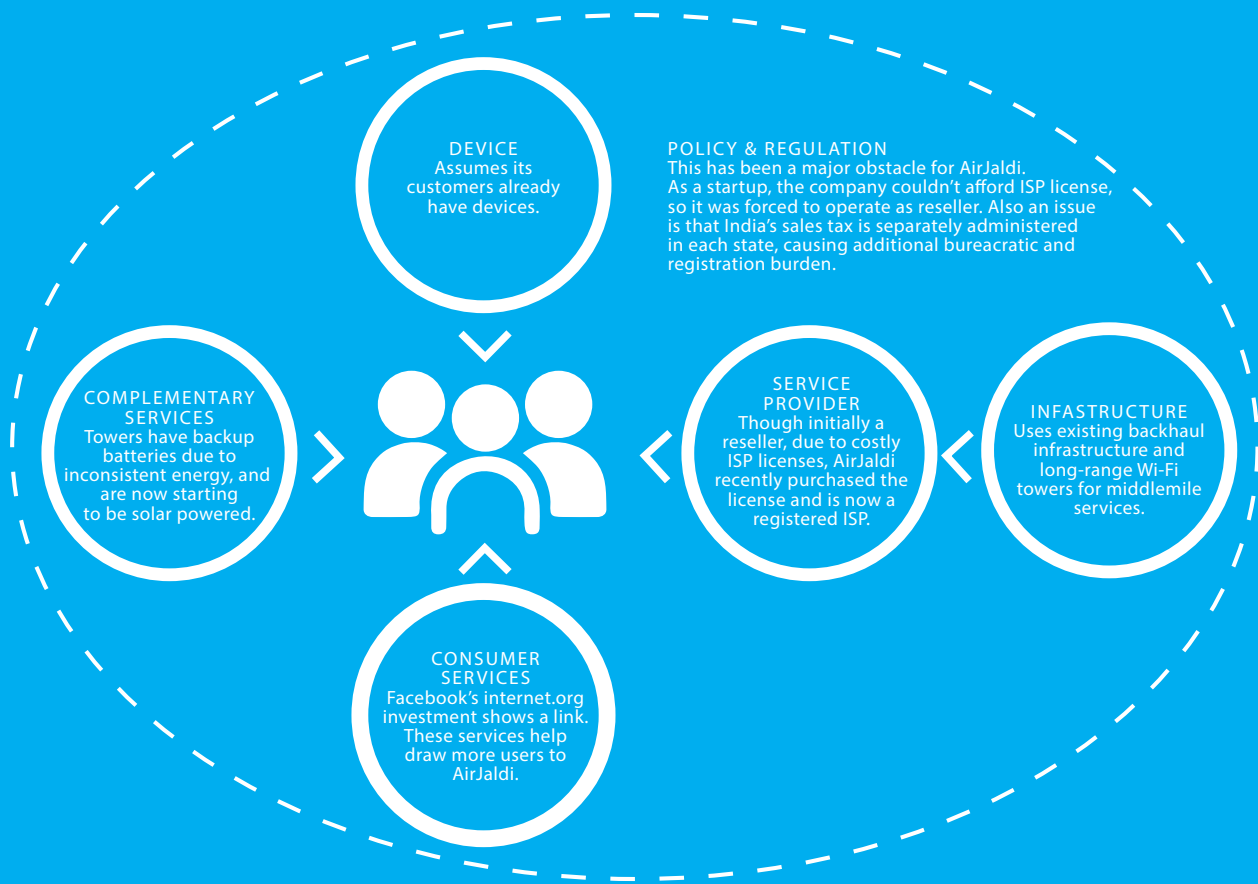 DEVICE
Assumes its
customers already
have devices.
POLICY & REGULATION
This has been a major obstacle for AirJaldi.
As a startup, the company couldn't afford ISP license,
so it was forced to operate as reseller. Also an issue
is that India's sales tax is separately administered
in each state, causing additional bureacratic and
registration burden.
COMPLEMENTARY
SERVICES
Towers have backup
batteries due to
inconsistent energy, and
are now starting
to be solar powered.
SERVICE
PROVIDER
Though initially a
reseller, due to costly
ISP licenses, AirJaldi
recently purchased the
license and is now a
registered ISP.
INFASTRUCTURE
Uses existing backhaul
infrastructure and
long-range Wi-Fi
towers for middlemile
services.
CONSUMER
SERVICES
Facebook's internet.org
investment shows a link.
These services help
draw more users to
AirJaldi.